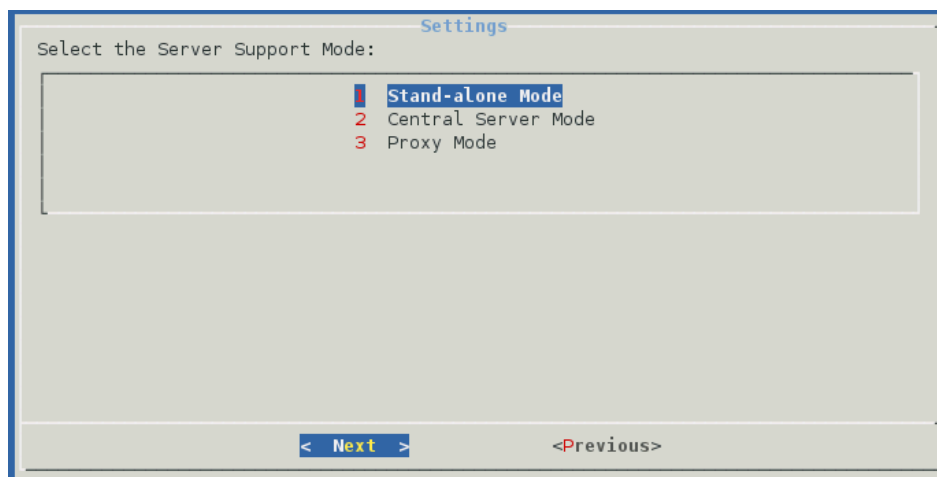 Settings
Select the Server Support Mode:
1 Stand-alone Mode
2 Central Server Mode
3 Proxy Mode
< Next > <Previous>